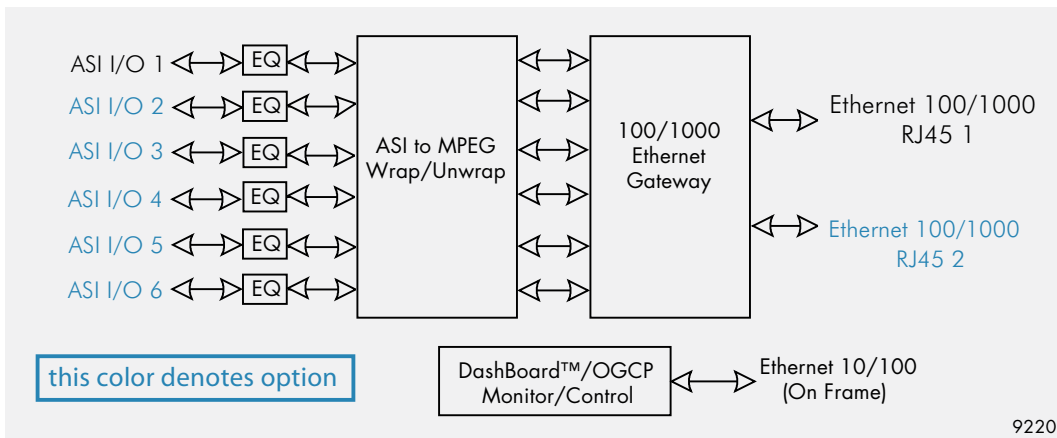 ASI I/O 1
EQ
ASI I/O 2
EQ
ASI I/O 3
EQ
ASI I/O 4
EQ
ASI I/O 5
EQ
ASI I/O 6
EQ
ASI to MPEG
Wrap/Unwrap
100/1000
Ethernet
Gateway
Ethernet 100/1000
RJ45 1
Ethernet 100/1000
RJ45 2
this color denotes option
DashBoard™/OGCP
Monitor/Control
Ethernet 10/100
(On Frame)
9220